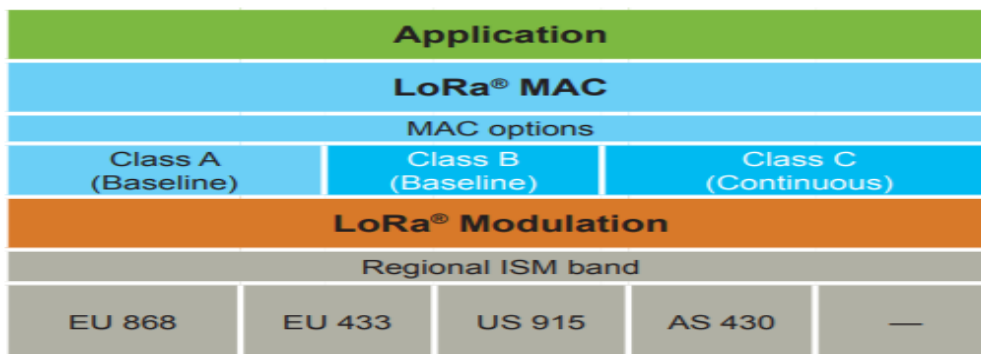 Application
LoRa® MAC
MAC options
Class A Class B Class C
(Baseline) (Baseline) (Continuous)
LoRa® Modulation
Regional ISM band
EU 868 EU 433 US 915 AS 430 —